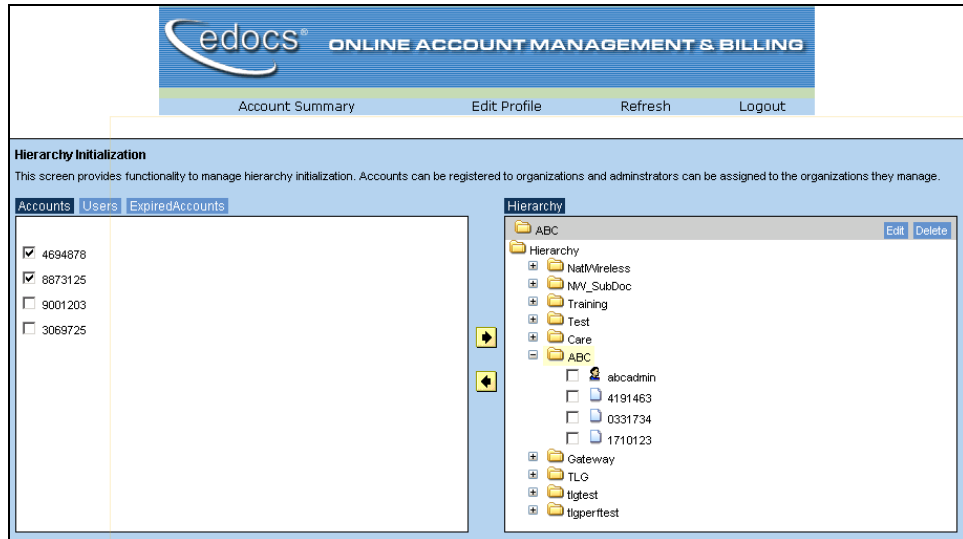 edocs® ONLINE ACCOUNT MANAGEMENT & BILLING
Account Summary Edit Profile Refresh Logout
Hierarchy Initialization
This screen provides functionality to manage hierarchy initialization. Accounts can be registered to organizations and adminstrators can be assigned to the organizations they manage.
Accounts Users ExpiredAccounts
4694878
8873125
9001203
3069725
Hierarchy
ABC Edit Delete
Hierarchy
NatlWireless
NW_SubDoc
Training
Test
Care
ABC
abcadmin
4191463
0331734
1710123
Gateway
TLG
tlgtest
tlgperftest